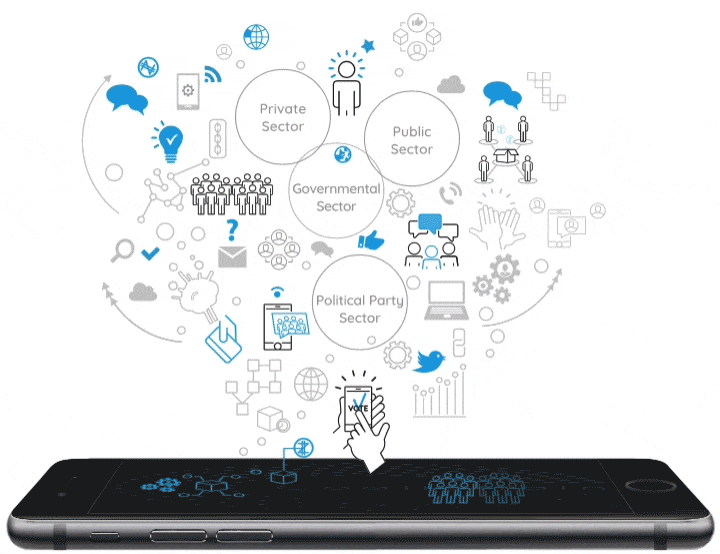 Private
Sector
Public
Sector
Governmental
Sector
?
Political Party
Sector
VOTE